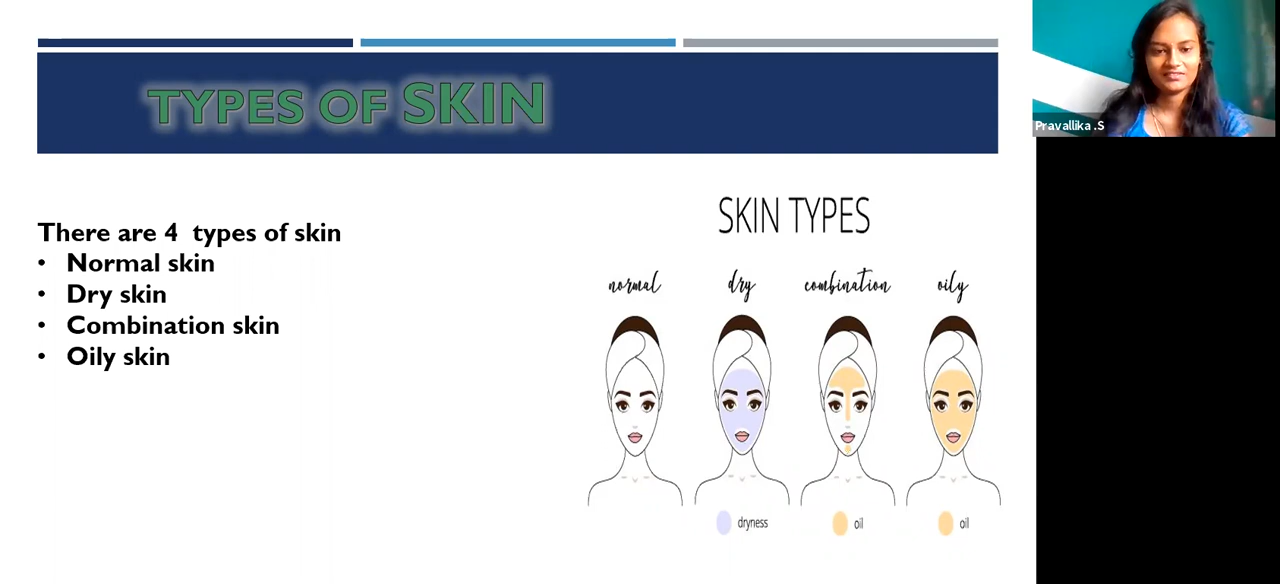 TYPES OF SKIN
Pravallika .S
There are 4 types of skin
• Normal skin
• Dry skin
• Combination skin
• Oily skin
SKIN TYPES
normal dry combination oily
dryness oil oil